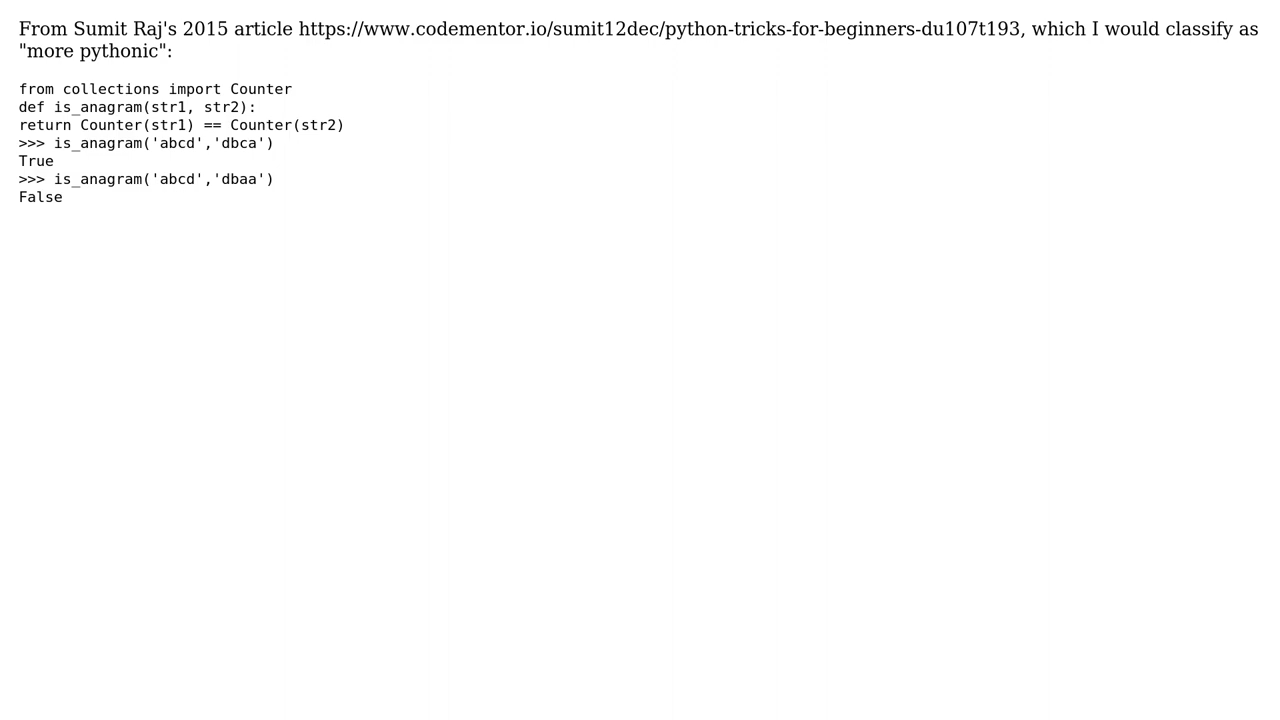 From Sumit Raj's 2015 article https://www.codementor.io/sumit12dec/python-tricks-for-beginners-du107t193, which I would classify as
"more pythonic":
from collections import Counter
def is_anagram(str1, str2):
return Counter(str1) == Counter(str2)
>>> is_anagram('abcd','dbca')
True
>>> is_anagram('abcd','dbaa')
False